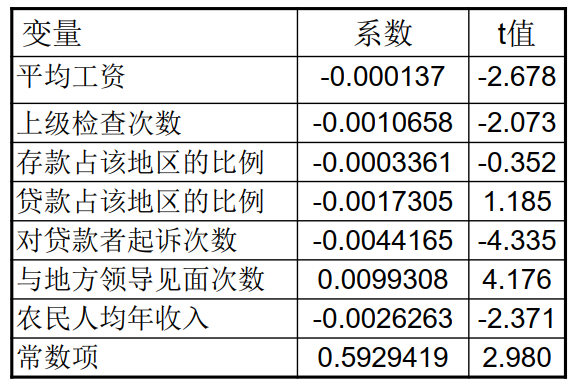 变量 系数 t值
平均工资 -0.000137 -2.678
上级检查次数 -0.0010658 -2.073
存款占该地区的比例 -0.0003361 -0.352
贷款占该地区的比例 -0.0017305 1.185
对贷款者起诉次数 -0.0044165 -4.335
与地方领导见面次数 0.0099308 4.176
农民人均年收入 -0.0026263 -2.371
常数项 0.5929419 2.980